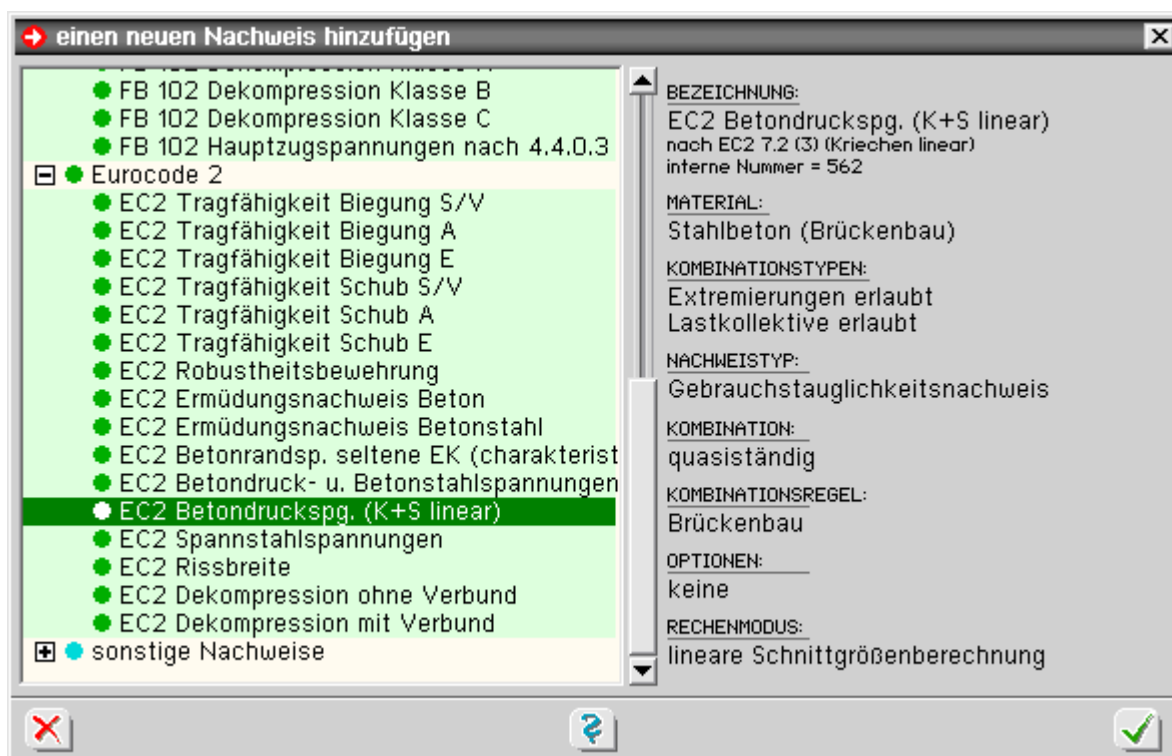 einen neuen Nachweis hinzufügen
FB 102 Dekompression Klasse B
FB 102 Dekompression Klasse C
FB 102 Hauptzugspannungen nach 4.4.0.3
Eurocode 2
EC2 Tragfähigkeit Biegung S/V
EC2 Tragfähigkeit Biegung A
EC2 Tragfähigkeit Biegung E
EC2 Tragfähigkeit Schub S/V
EC2 Tragfähigkeit Schub A
EC2 Tragfähigkeit Schub E
EC2 Robustheitsbewehrung
EC2 Ermüdungsnachweis Beton
EC2 Ermüdungsnachweis Betonstahl
EC2 Betonrandsp. seltene EK (charakterist
EC2 Betondruck- u. Betonstahlspannungen
EC2 Betondruckspg. (K+S linear)
EC2 Spannstahlspannungen
EC2 Rissbreite
EC2 Dekompression ohne Verbund
EC2 Dekompression mit Verbund
sonstige Nachweise
BEZEICHNUNG:
EC2 Betondruckspg. (K+S linear)
nach EC2 7.2 (3) (Kriechen linear)
interne Nummer = 562
MATERIAL:
Stahlbeton (Brückenbau)
KOMBINATIONSTYPEN:
Extremierungen erlaubt
Lastkollektive erlaubt
NACHWEISTYP:
Gebrauchstauglichkeitsnachweis
KOMBINATION:
quasiständig
KOMBINATIONSREGEL:
Brückenbau
OPTIONEN:
keine
RECHENMODUS:
lineare Schnittgrößenberechnung